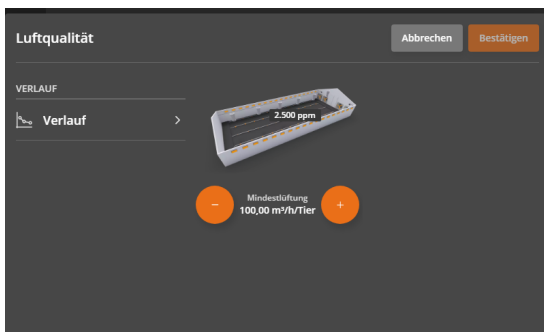 Luftqualität
Abbrechen
Bestätigen
VERLAUF
Verlauf
2.500 ppm
Mindestlüftung
100,00 m³/h/Tier